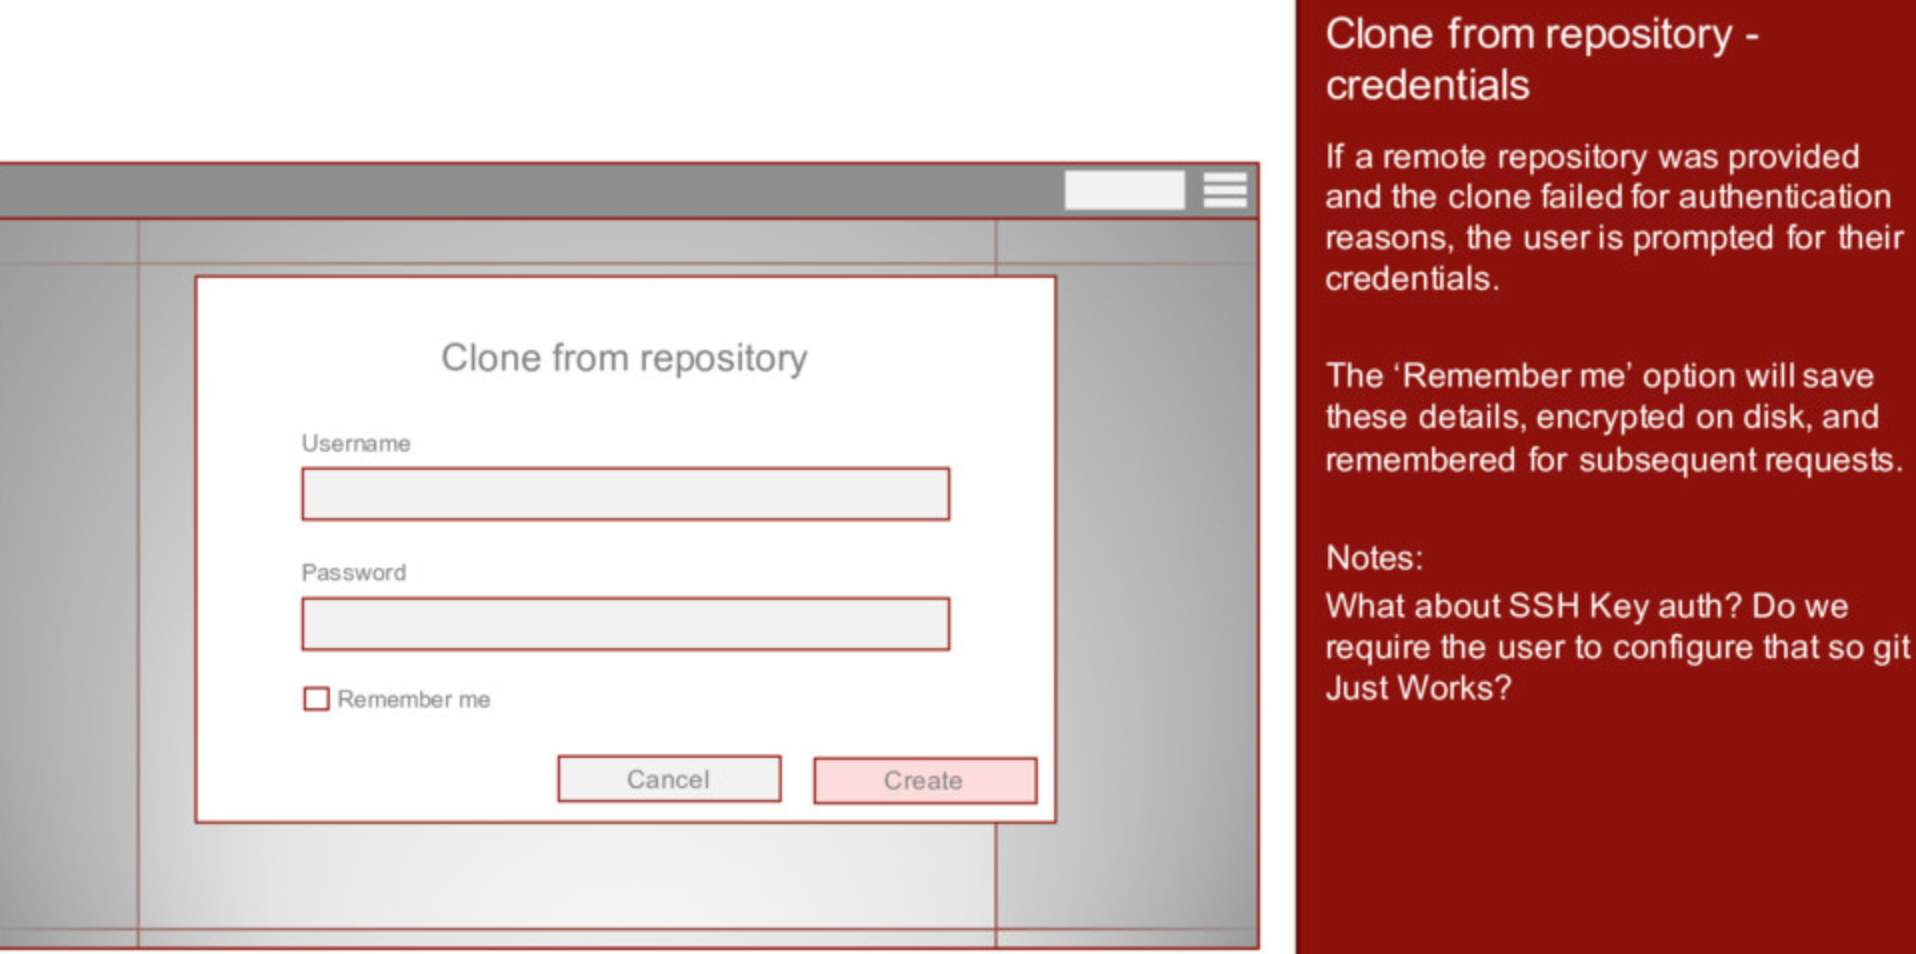 Clone from repository
Username
Password
Remember me
Cancel
Create
Clone from repository -
credentials
If a remote repository was provided
and the clone failed for authentication
reasons, the user is prompted for their
credentials.
The ‘Remember me’ option will save
these details, encrypted on disk, and
remembered for subsequent requests.
Notes:
What about SSH Key auth? Do we
require the user to configure that so git
Just Works?